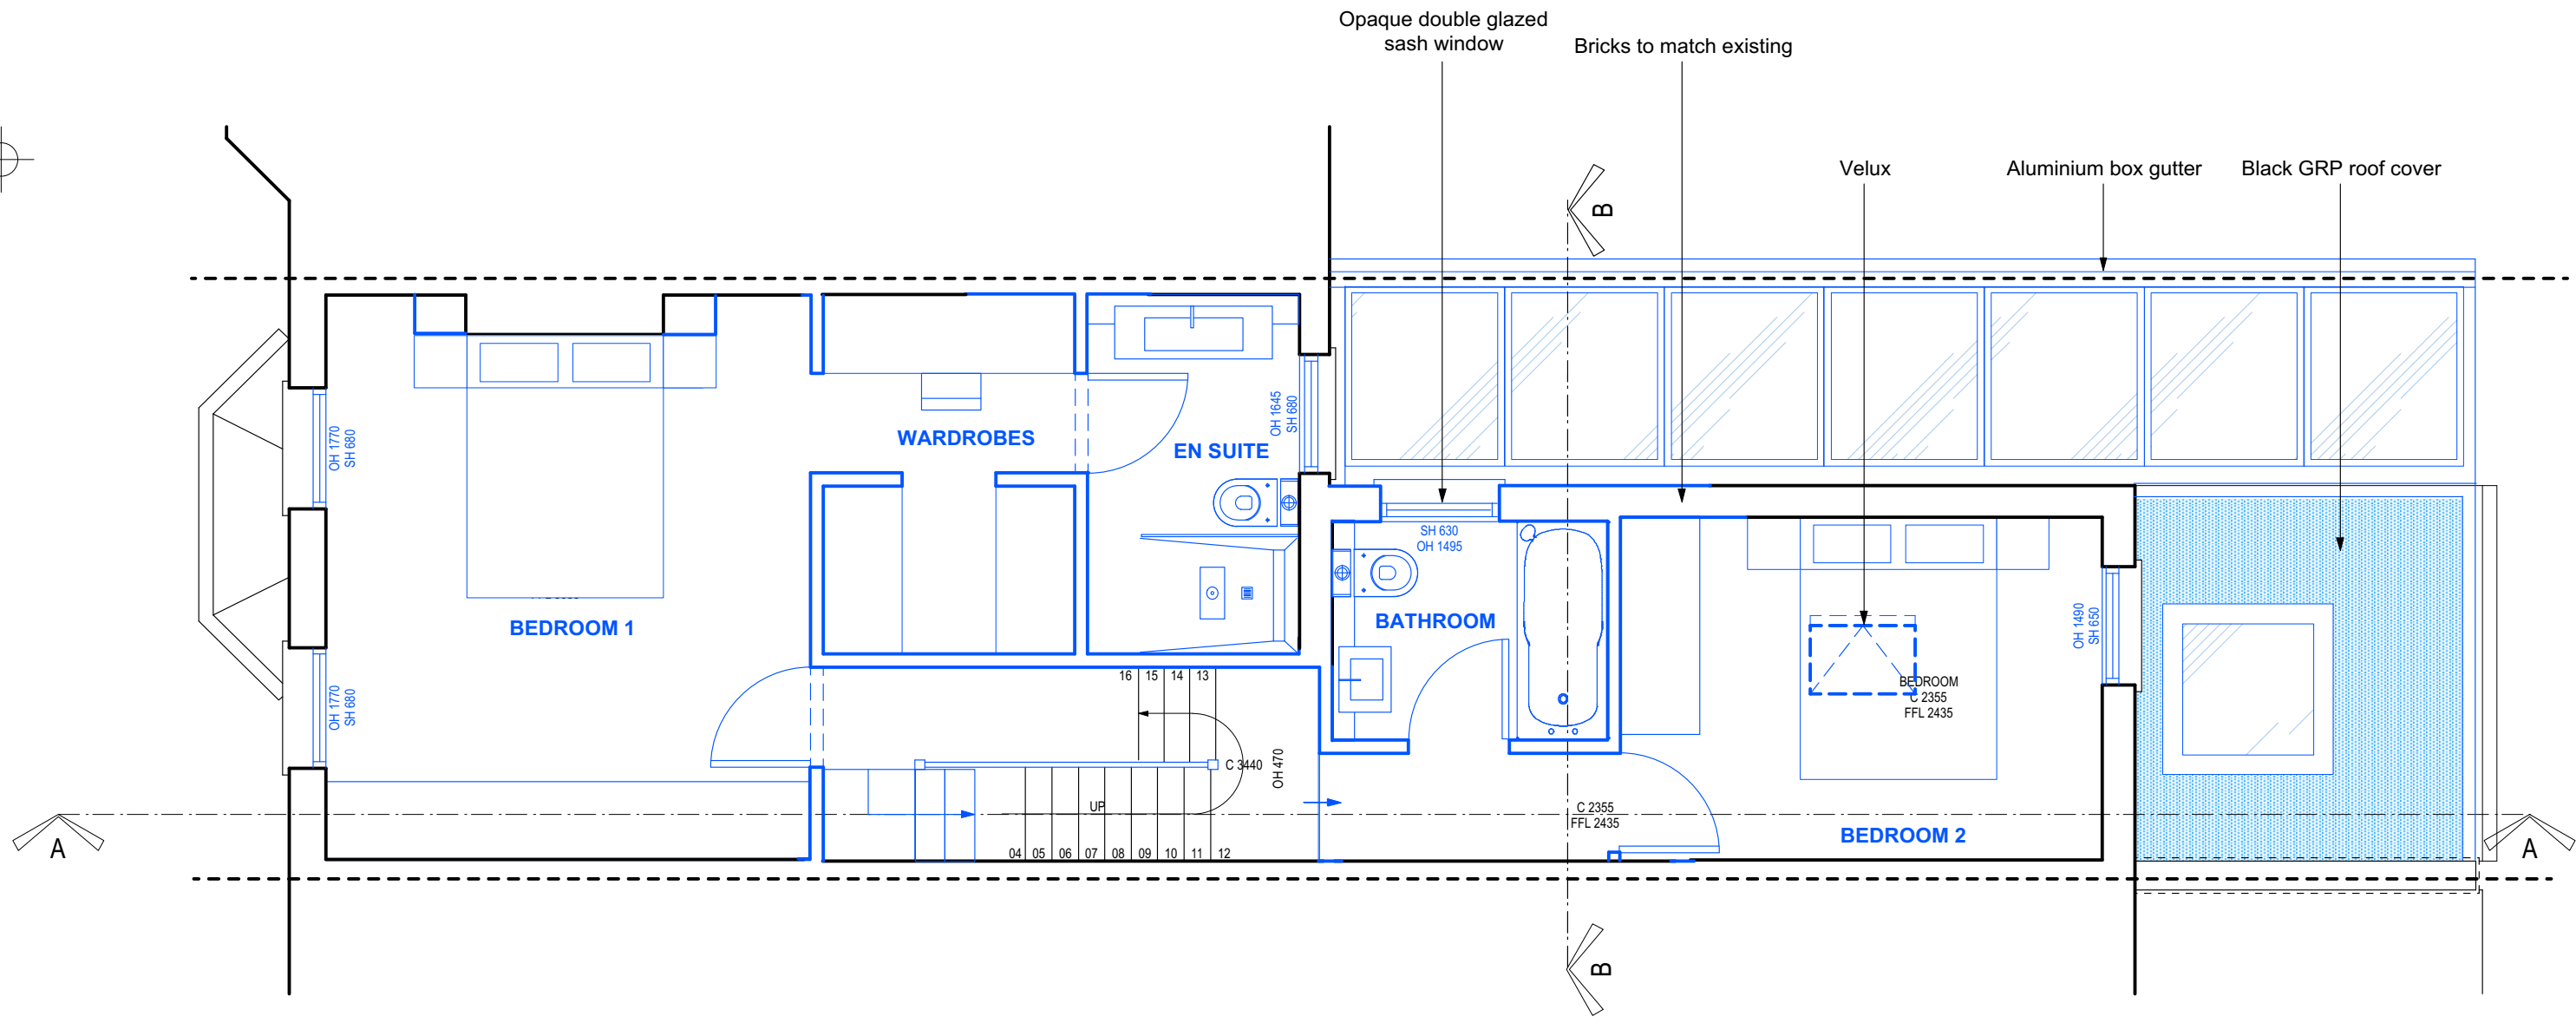 Opaque double glazed
sash window
Bricks to match existing
Velux
Aluminium box gutter
Black GRP roof cover
B
OH 1770
SH 680
WARDROBES
EN SUITE
OH 1645
SH 680
SH 630
OH 1495
BEDROOM 1
BATHROOM
OH 1490
SH 650
BEDROOM
C 2355
FFL 2435
OH 1770
SH 680
16 15 14 13
C 3440
OH 470
UP
C 2355
FFL 2435
BEDROOM 2
04 05 06 07 08 09 10 11 12
A
A
B